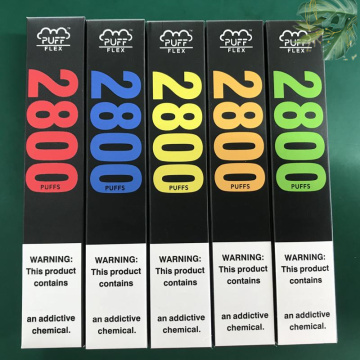 PUFF
FLEX
2800
PUFFS
WARNING:
This product
contains
an addictive
chemical.
PUFF
FLEX
2800
PUFFS
WARNING:
This product
contains
an addictive
chemical.
PUFF
FLEX
2800
PUFFS
WARNING:
This product
contains
an addictive
chemical.
PUFF
FLEX
2800
PUFFS
WARNING:
This product
contains
an addictive
chemical.
PUFF
FLEX
2800
PUFFS
WARNING:
This product
contains
an addictive
chemical.